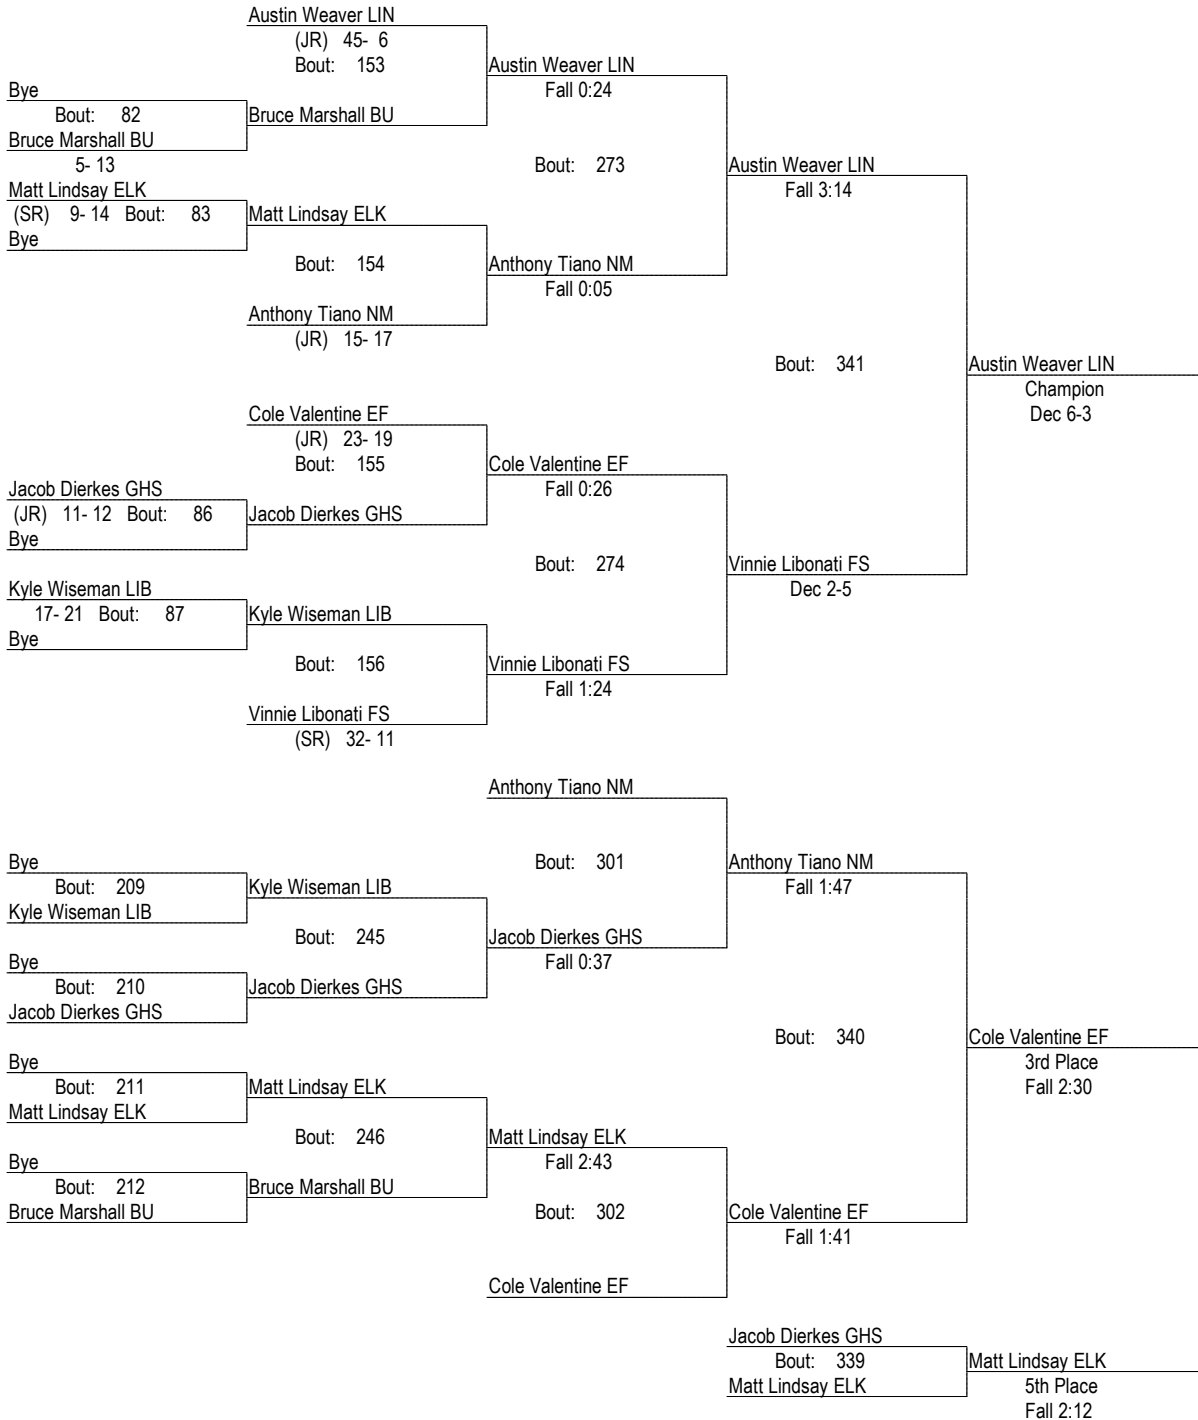 Austin Weaver LIN
(JR) 45- 6
Bout: 153
Austin Weaver LIN
Fall 0:24
Bye
Bout: 82
Bruce Marshall BU
Bruce Marshall BU
5- 13
Bout: 273
Austin Weaver LIN
Fall 3:14
Matt Lindsay ELK
(SR) 9- 14 Bout: 83
Matt Lindsay ELK
Bye
Bout: 154
Anthony Tiano NM
Fall 0:05
Anthony Tiano NM
(JR) 15- 17
Bout: 341
Austin Weaver LIN
Champion
Dec 6-3
Cole Valentine EF
(JR) 23- 19
Bout: 155
Cole Valentine EF
Fall 0:26
Jacob Dierkes GHS
(JR) 11- 12 Bout: 86
Jacob Dierkes GHS
Bye
Bout: 274
Vinnie Libonati FS
Dec 2-5
Kyle Wiseman LIB
17- 21 Bout: 87
Kyle Wiseman LIB
Bye
Bout: 156
Vinnie Libonati FS
Fall 1:24
Vinnie Libonati FS
(SR) 32- 11
Anthony Tiano NM
Bye
Bout: 209
Kyle Wiseman LIB
Kyle Wiseman LIB
Bout: 301
Anthony Tiano NM
Fall 1:47
Bout: 245
Jacob Dierkes GHS
Fall 0:37
Bye
Bout: 210
Jacob Dierkes GHS
Jacob Dierkes GHS
Bout: 340
Cole Valentine EF
3rd Place
Fall 2:30
Bye
Bout: 211
Matt Lindsay ELK
Matt Lindsay ELK
Bout: 246
Matt Lindsay ELK
Fall 2:43
Bye
Bout: 212
Bruce Marshall BU
Bruce Marshall BU
Bout: 302
Cole Valentine EF
Fall 1:41
Cole Valentine EF
Jacob Dierkes GHS
Bout: 339
Matt Lindsay ELK
Matt Lindsay ELK
5th Place
Fall 2:12